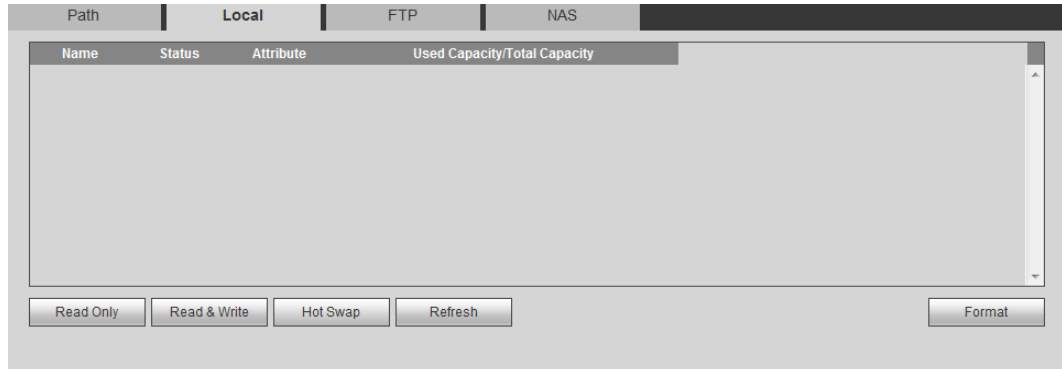 Path Local FTP NAS
Name Status Attribute Used Capacity/Total Capacity
Read Only Read & Write Hot Swap Refresh Format